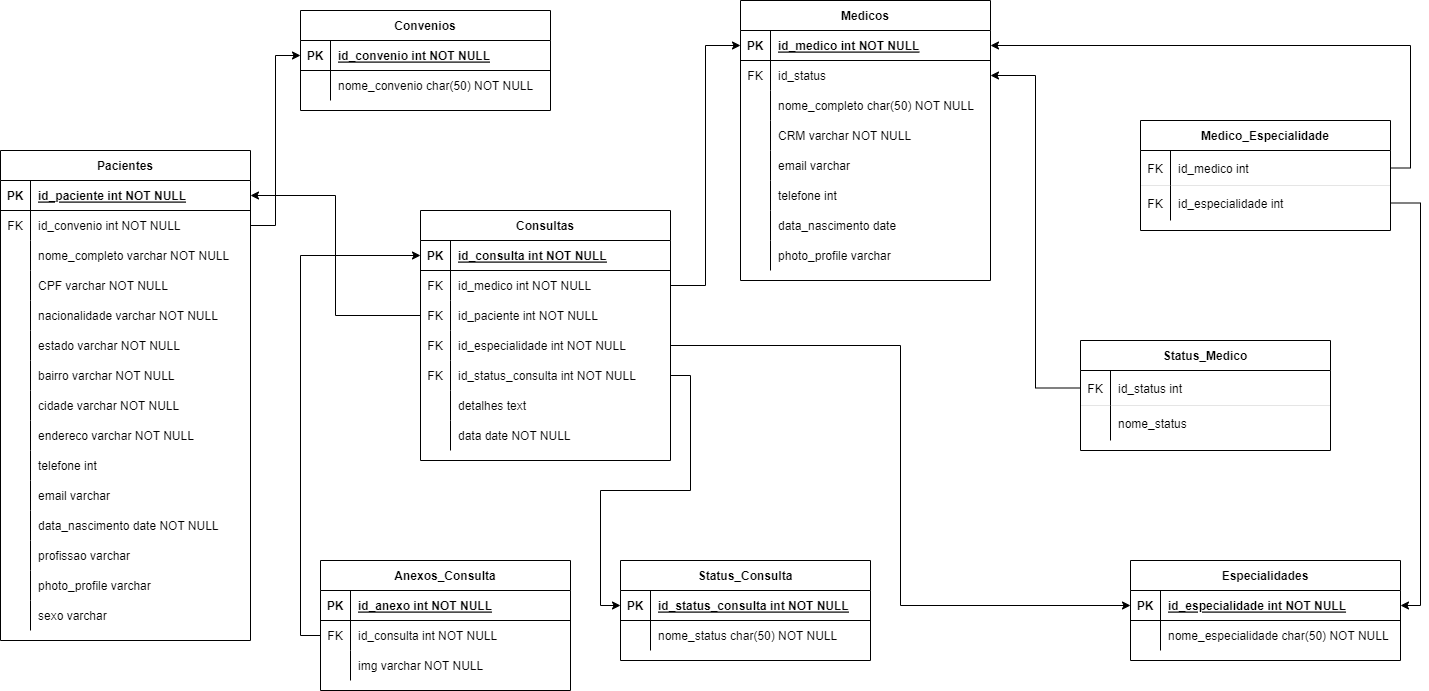 Convenios
PK id_convenio int NOT NULL
nome_convenio char(50) NOT NULL
Medicos
PK id_medico int NOT NULL
FK id_status
nome_completo char(50) NOT NULL
CRM varchar NOT NULL
email varchar
telefone int
data_nascimento date
photo_profile varchar
Medico_Especialidade
FK id_medico int
FK id_especialidade int
Pacientes
PK id_paciente int NOT NULL
FK id_convenio int NOT NULL
nome_completo varchar NOT NULL
CPF varchar NOT NULL
nacionalidade varchar NOT NULL
estado varchar NOT NULL
bairro varchar NOT NULL
cidade varchar NOT NULL
endereco varchar NOT NULL
telefone int
email varchar
data_nascimento date NOT NULL
profissao varchar
photo_profile varchar
sexo varchar
Consultas
PK id_consulta int NOT NULL
FK id_medico int NOT NULL
FK id_paciente int NOT NULL
FK id_especialidade int NOT NULL
FK id_status_consulta int NOT NULL
detalhes text
data date NOT NULL
Status_Medico
FK id_status int
nome_status
Anexos_Consulta
PK id_anexo int NOT NULL
FK id_consulta int NOT NULL
img varchar NOT NULL
Status_Consulta
PK id_status_consulta int NOT NULL
nome_status char(50) NOT NULL
Especialidades
PK id_especialidade int NOT NULL
nome_especialidade char(50) NOT NULL